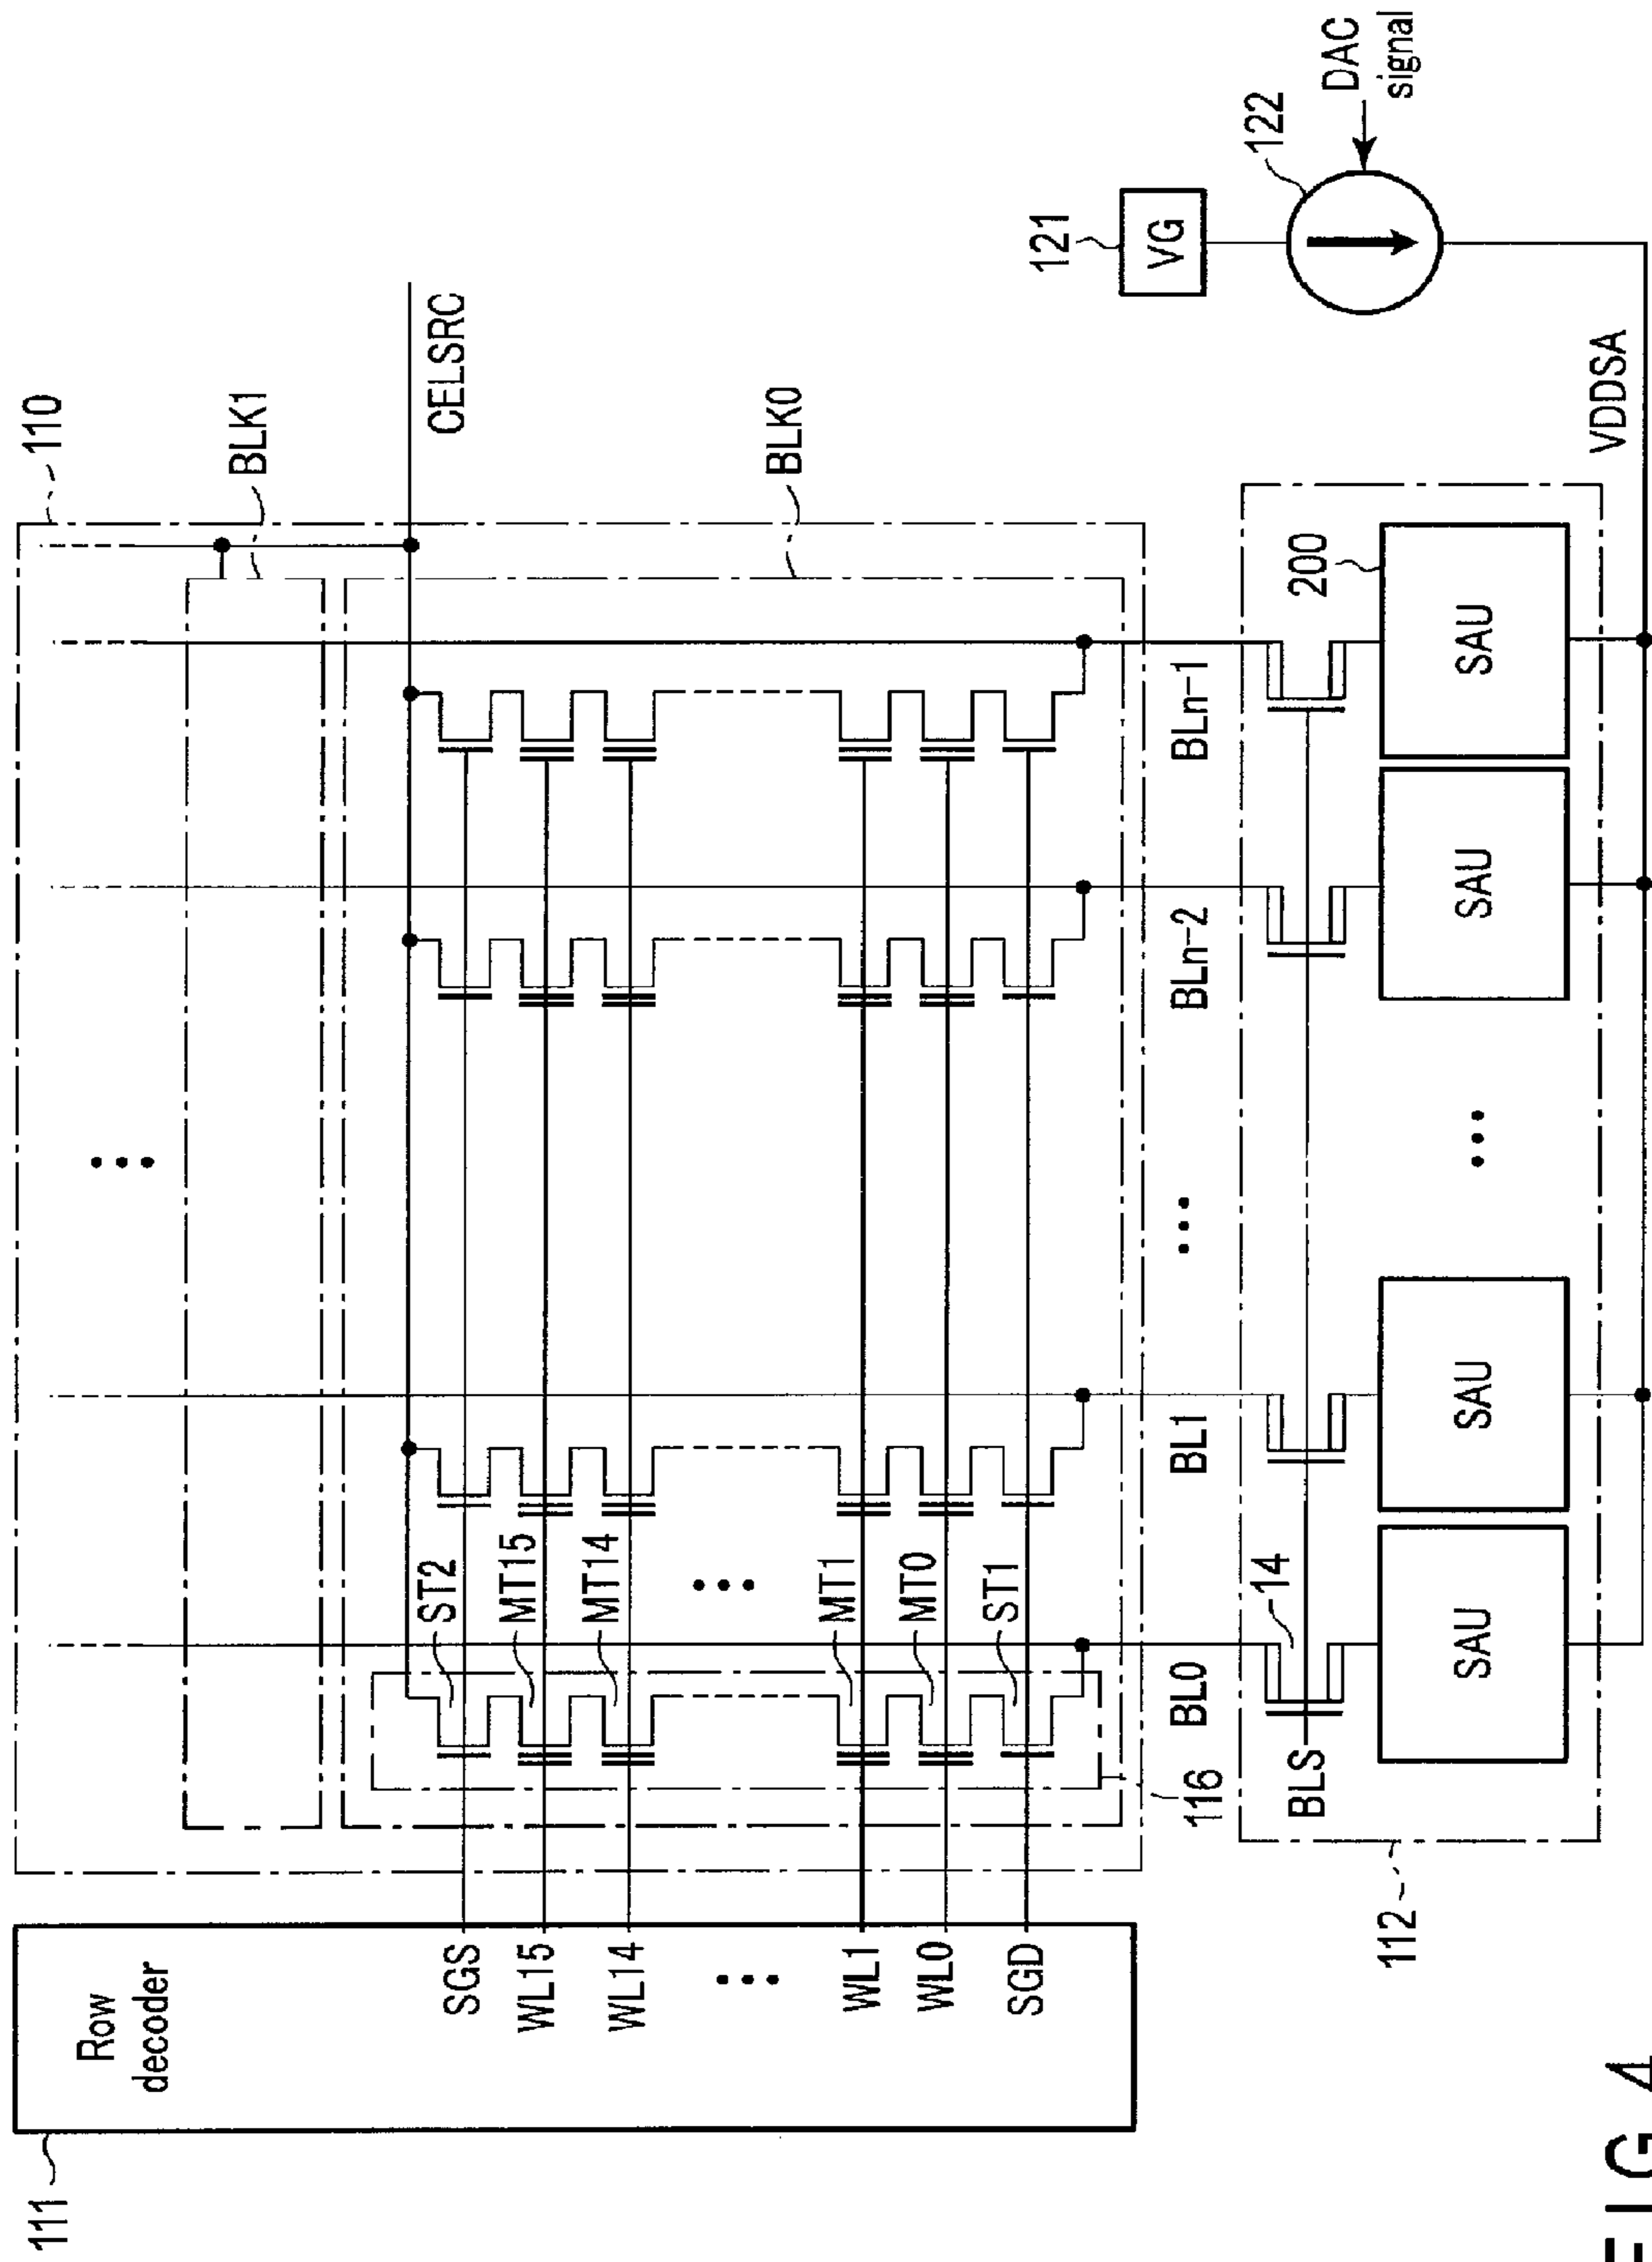 111
Row
decoder
SGS
WL15
WL14
WL1
WL0
SGD
110
BLK1
CELSRC
BLK0
ST2
MT15
MT14
MT1
MT0
ST1
116
BL0
BL1
BLn-2
BLn-1
112
BLS
14
200
SAU
SAU
SAU
SAU
VDDSA
121
VG
122
DAC
signal
FIG. 4